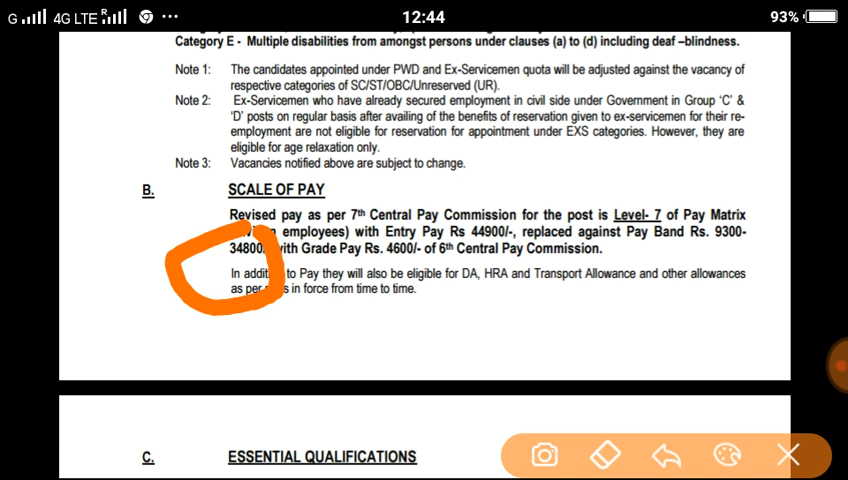 G 4G LTE R ... 12:44 93%
Category E - Multiple disabilities from amongst persons under clauses (a) to (d) including deaf –blindness.
Note 1: The candidates appointed under PWD and Ex-Servicemen quota will be adjusted against the vacancy of
respective categories of SC/ST/OBC/Unreserved (UR).
Note 2: Ex-Servicemen who have already secured employment in civil side under Government in Group 'C' &
'D' posts on regular basis after availing of the benefits of reservation given to ex-servicemen for their re-
employment are not eligible for reservation for appointment under EXS categories. However, they are
eligible for age relaxation only.
Note 3: Vacancies notified above are subject to change.
B. SCALE OF PAY
Revised pay as per 7th Central Pay Commission for the post is Level- 7 of Pay Matrix
employees) with Entry Pay Rs 44900/-, replaced against Pay Band Rs. 9300-
34800 with Grade Pay Rs. 4600/- of 6th Central Pay Commission.
In addition to Pay they will also be eligible for DA, HRA and Transport Allowance and other allowances
as per in force from time to time.
C. ESSENTIAL QUALIFICATIONS